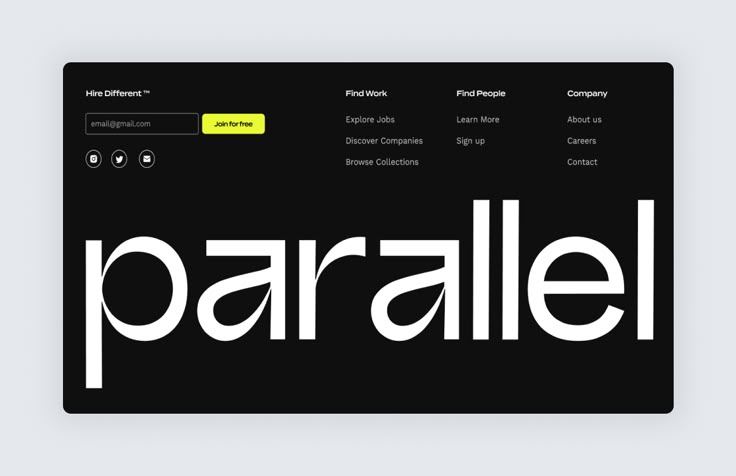 Hire Different ™
email@gmail.com
Join for free
Find Work
Explore Jobs
Discover Companies
Browse Collections
Find People
Learn More
Sign up
Company
About us
Careers
Contact
parallel